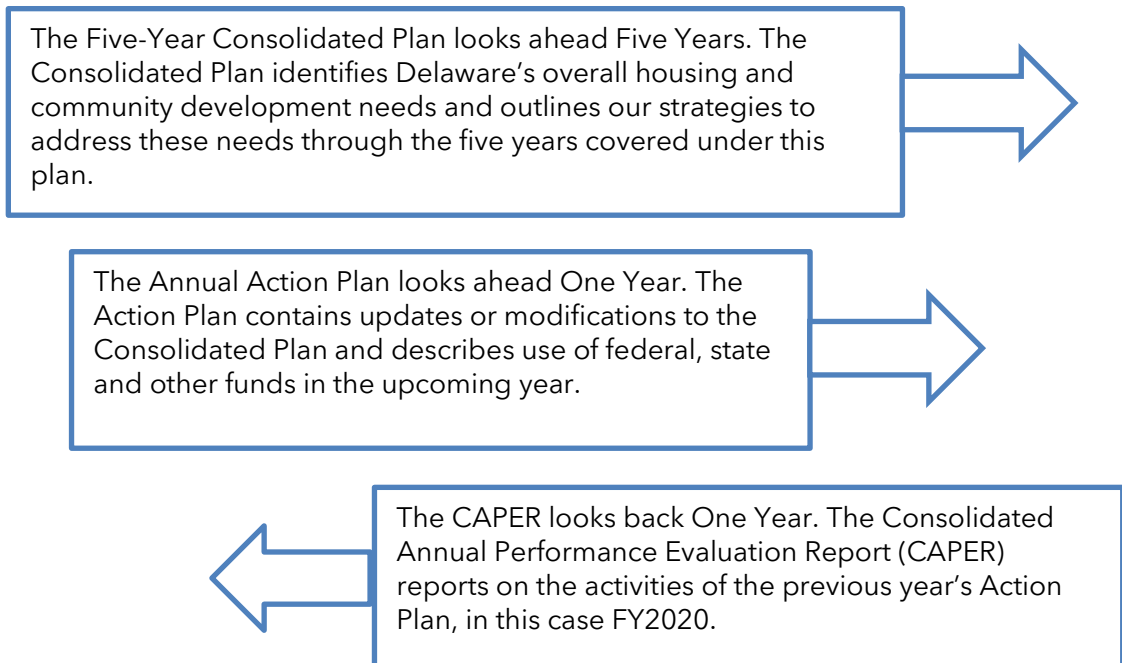 The Five-Year Consolidated Plan looks ahead Five Years. The
Consolidated Plan identifies Delaware’s overall housing and
community development needs and outlines our strategies to
address these needs through the five years covered under this
plan.
The Annual Action Plan looks ahead One Year. The
Action Plan contains updates or modifications to the
Consolidated Plan and describes use of federal, state
and other funds in the upcoming year.
The CAPER looks back One Year. The Consolidated
Annual Performance Evaluation Report (CAPER)
reports on the activities of the previous year’s Action
Plan, in this case FY2020.